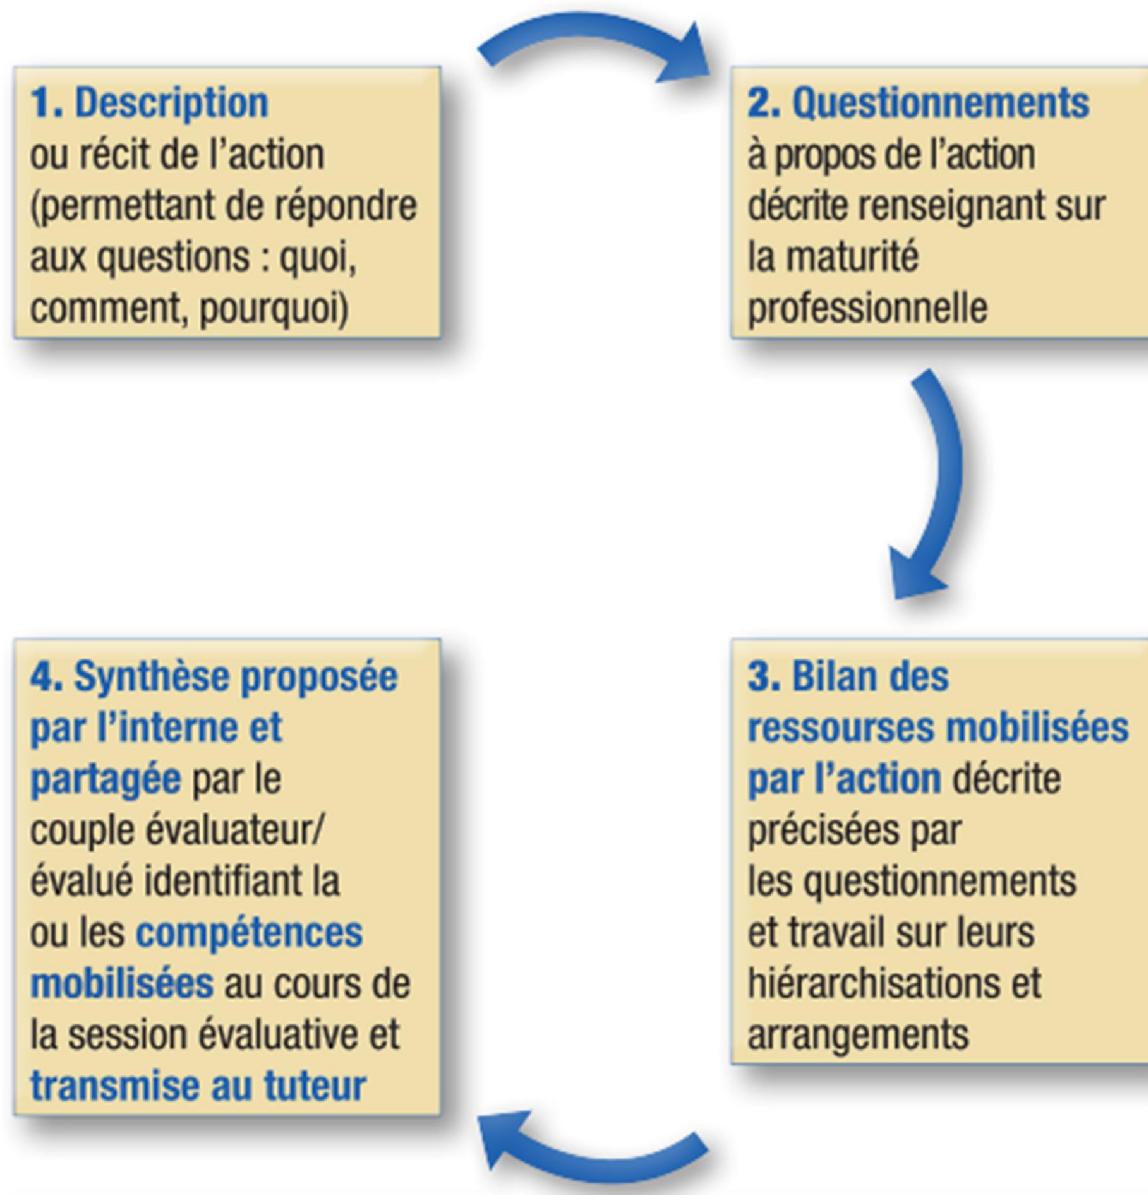 1. Description
ou récit de l'action
(permettant de répondre
aux questions : quoi,
comment, pourquoi)
2. Questionnements
à propos de l'action
décrite renseignant sur
la maturité
professionnelle
3. Bilan des
ressourses mobilisées
par l'action décrite
précisées par
les questionnements
et travail sur leurs
hiérarchisations et
arrangements
4. Synthèse proposée
par l'interne et
partagée par le
couple évaluateur/
évalué identifiant la
ou les compétences
mobilisées au cours de
la session évaluative et
transmise au tuteur